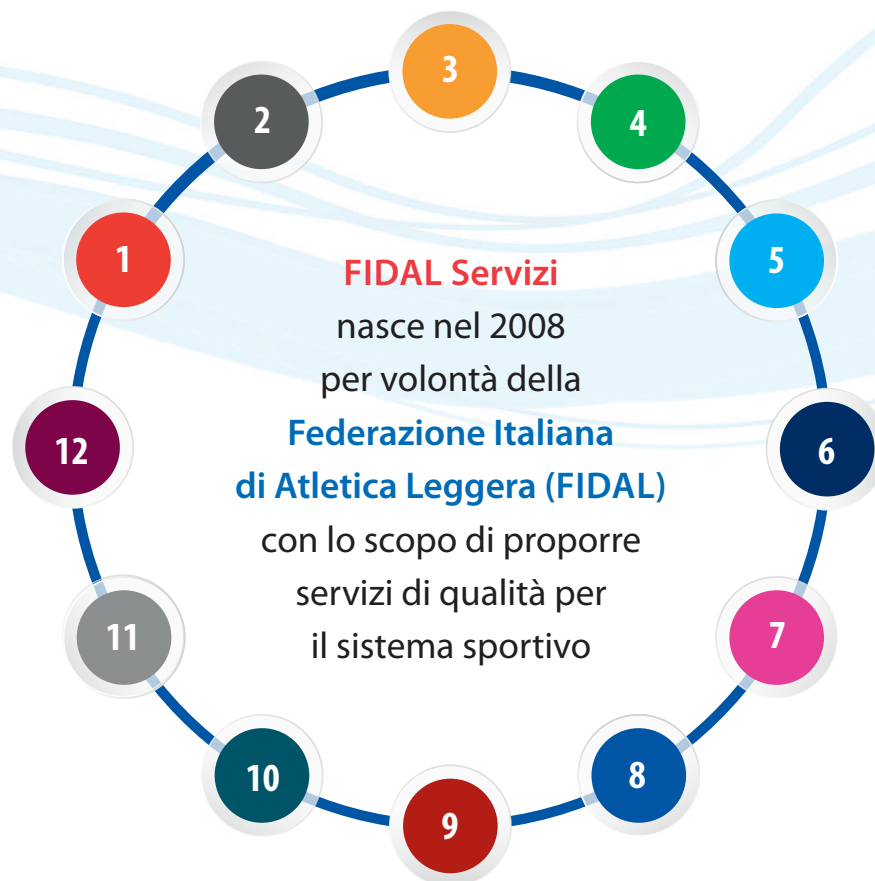 3
2
4
1
5
FIDAL Servizi
nasce nel 2008
per volontà della
Federazione Italiana
12
6
di Atletica Leggera (FIDAL)
con lo scopo di proporre
servizi di qualità per
11
7
il sistema sportivo
10
8
9